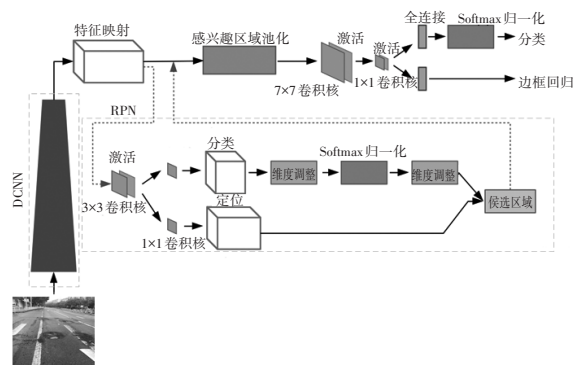 特征映射
感兴趣区域池化
激活
7×7 卷积核
激活
1×1 卷积核
全连接
Softmax 归一化
分类
边框回归
RPN
DCNN
激活
3×3 卷积核
1×1 卷积核
分类
定位
维度调整
Softmax 归一化
维度调整
候选区域